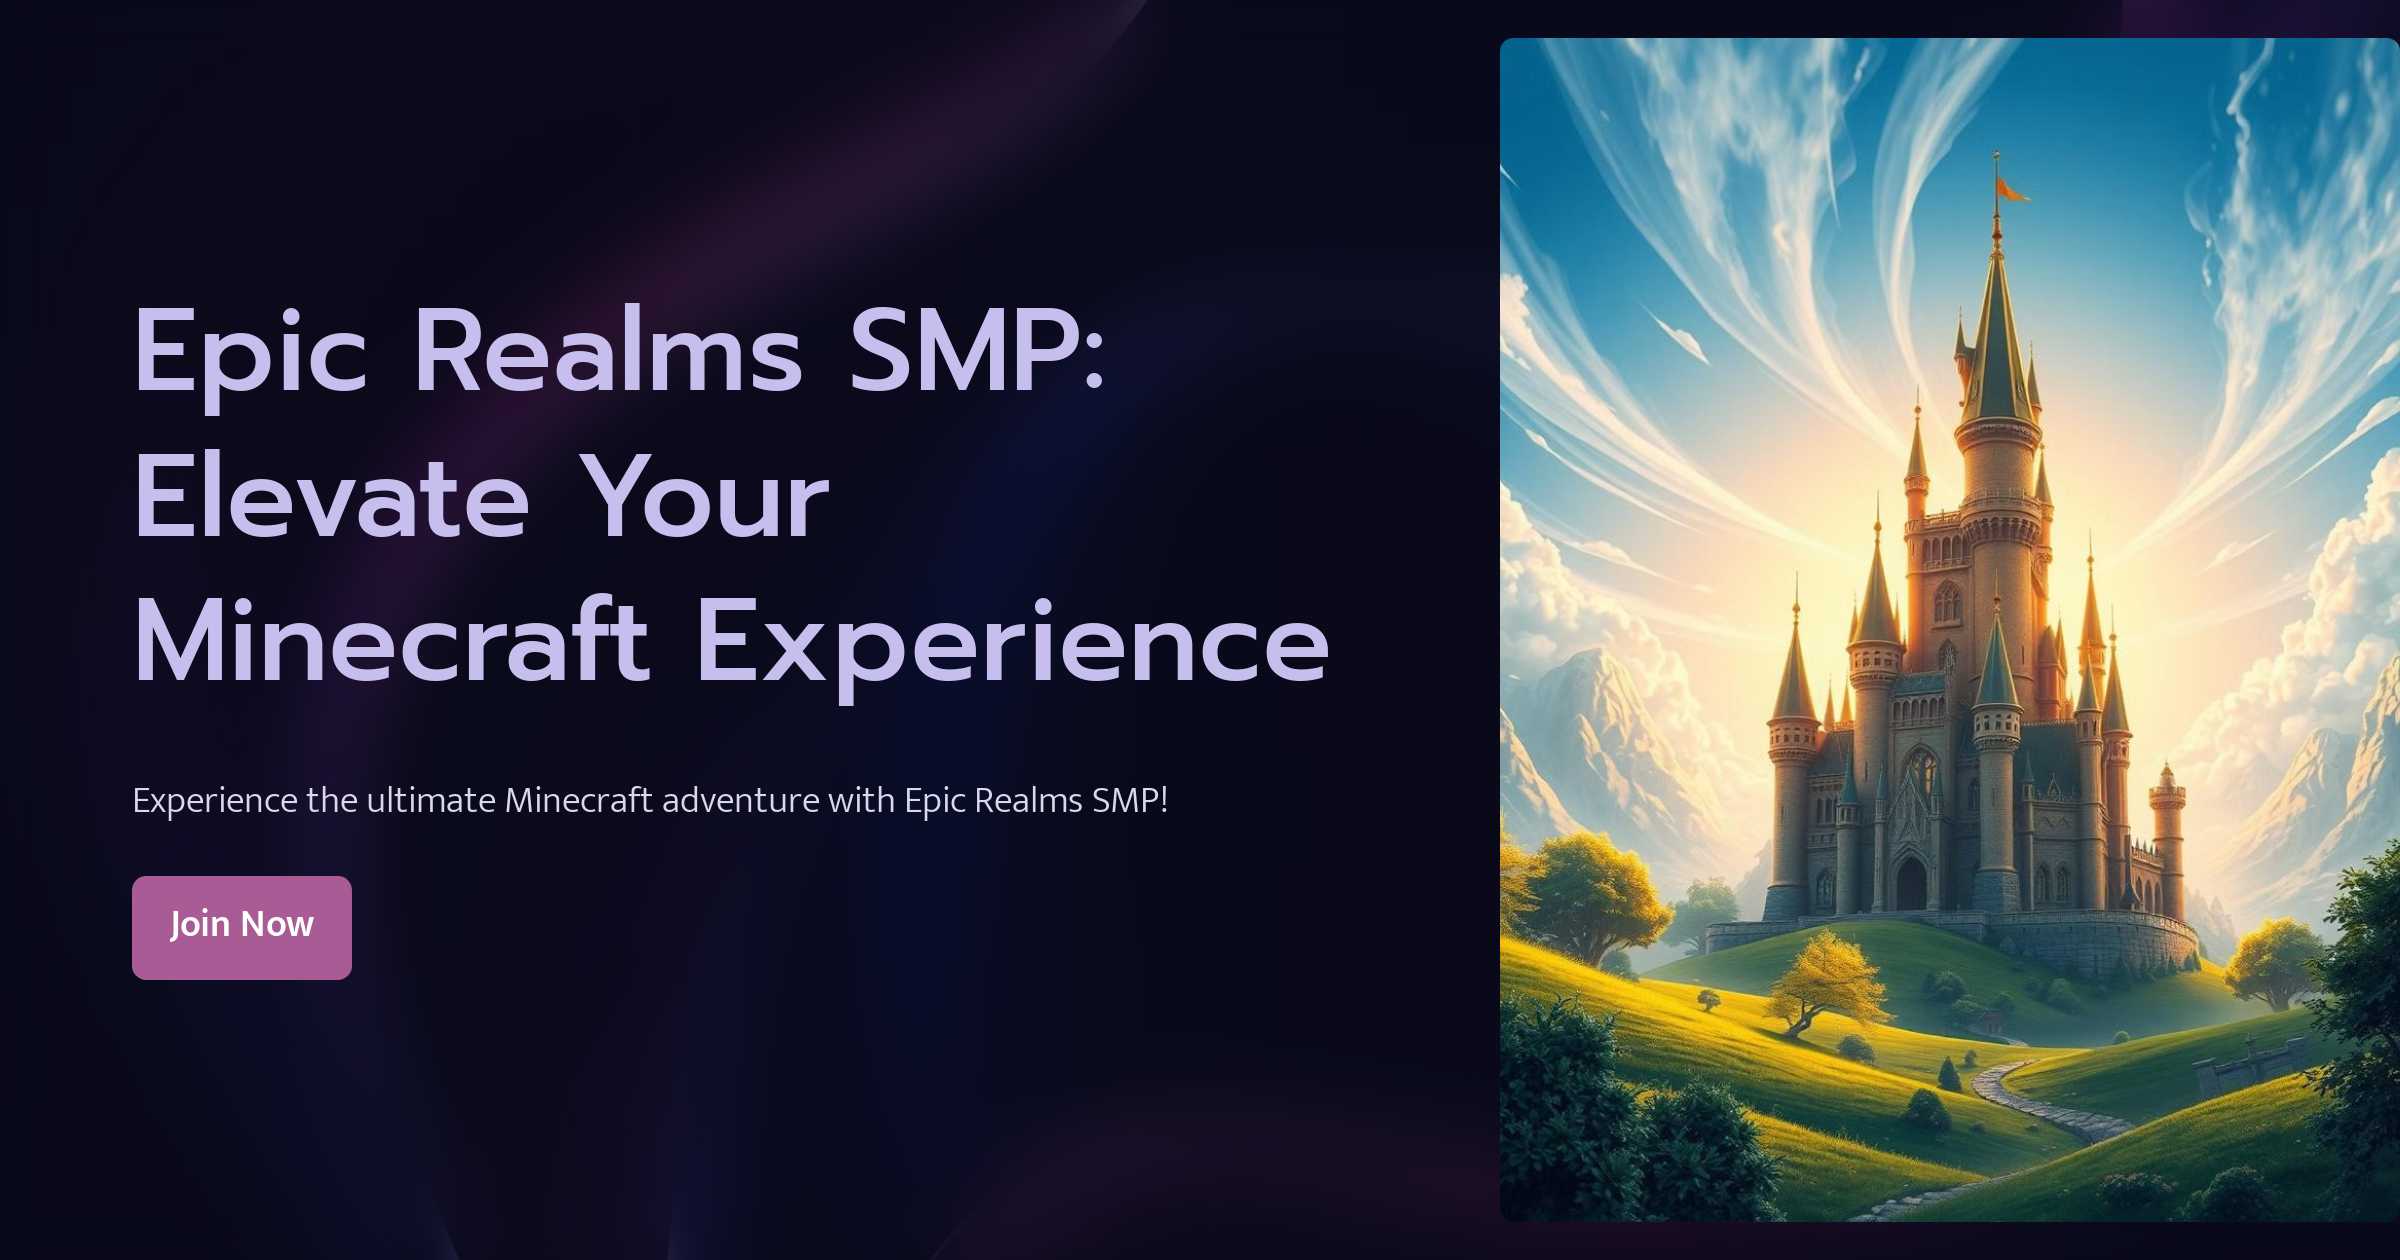 Epic Realms SMP:
Elevate Your
Minecraft Experience
Experience the ultimate Minecraft adventure with Epic Realms SMP!
Join Now